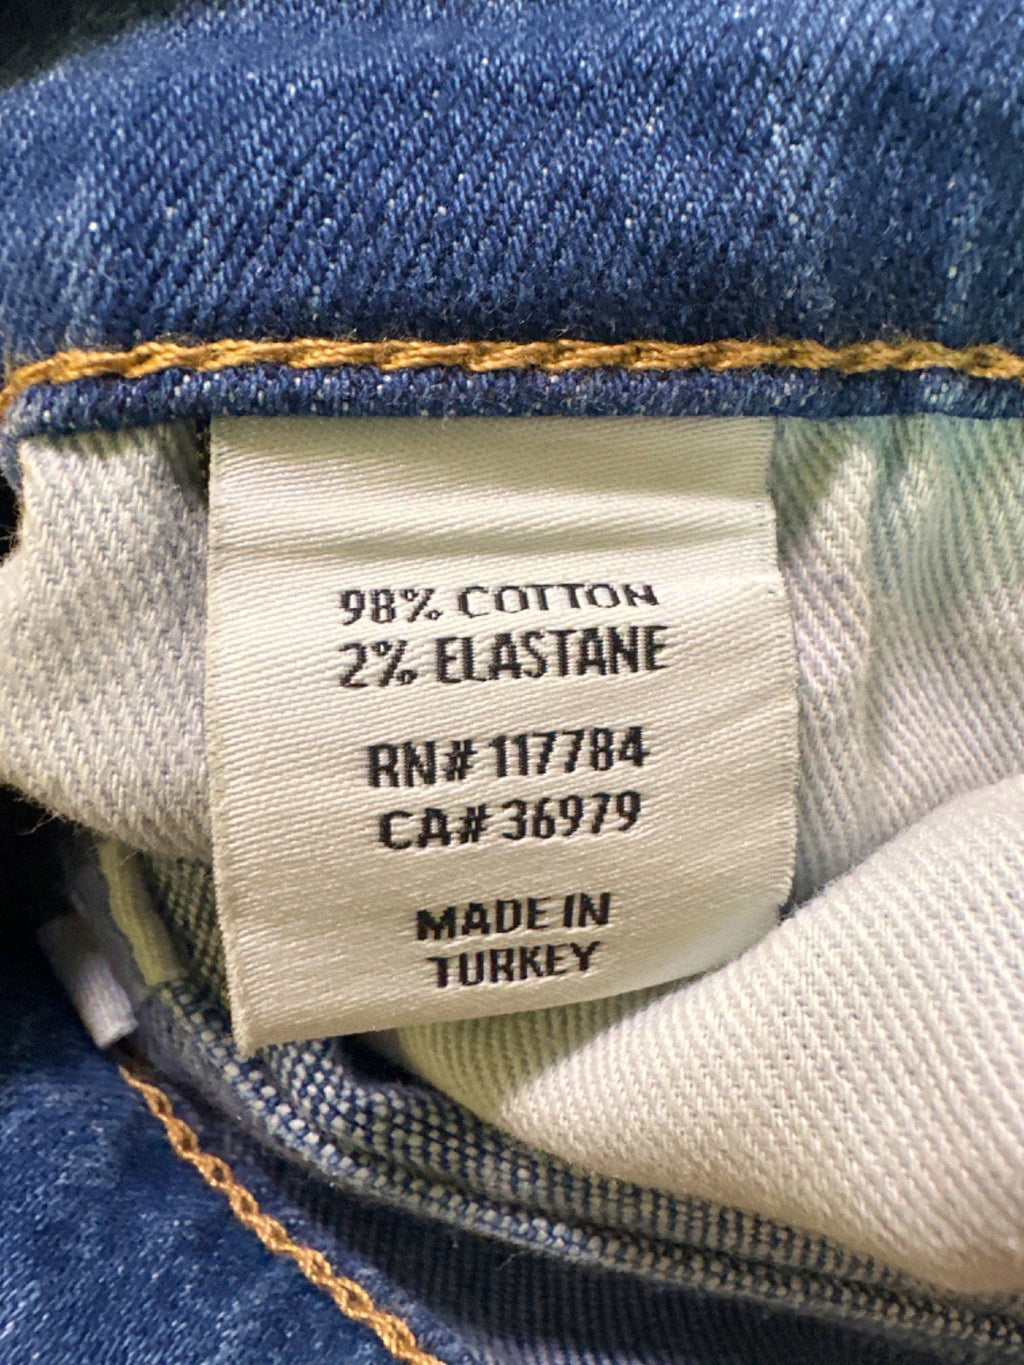 98% COTTON
2% ELASTANE
RN# 117784
CA# 36979
MADE IN
TURKEY